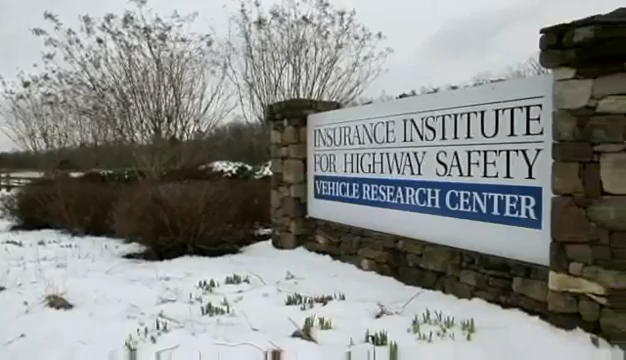 INSURANCE INSTITUTE
FOR HIGHWAY SAFETY
VEHICLE RESEARCH CENTER